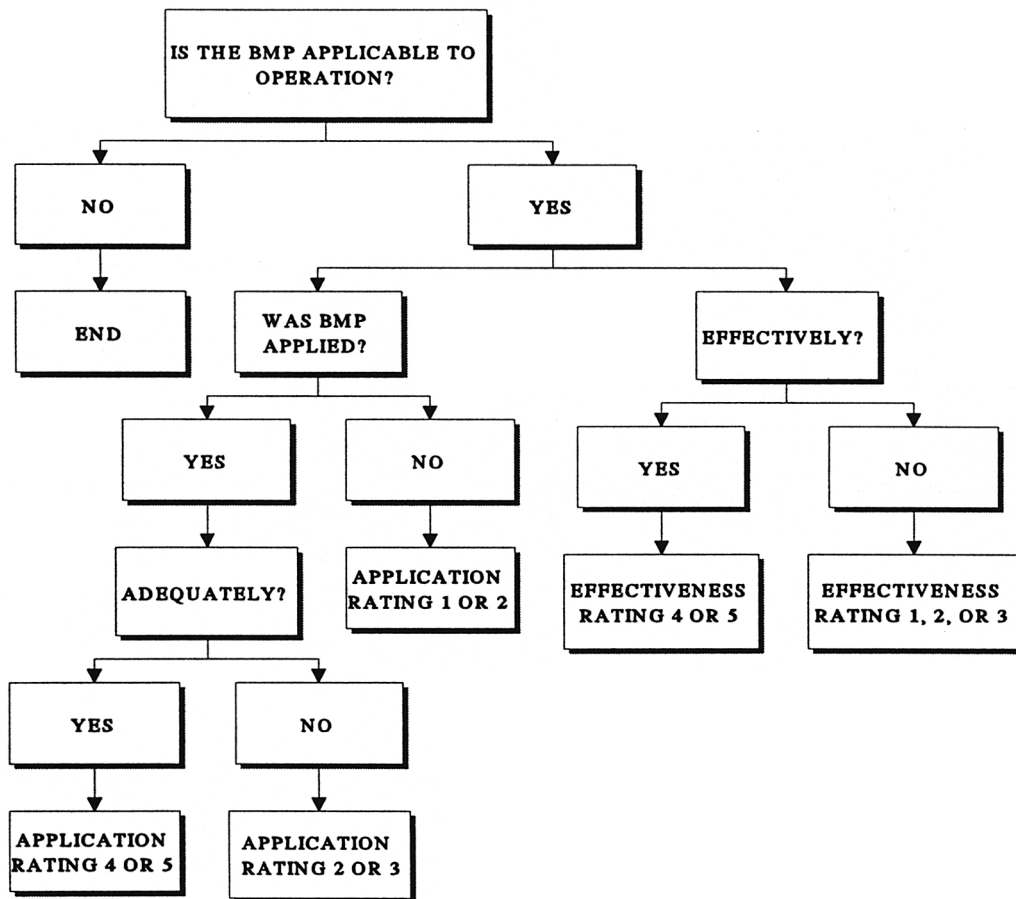 IS THE BMP APPLICABLE TO
OPERATION?
NO
YES
END
WAS BMP
APPLIED?
EFFECTIVELY?
YES
NO
YES
NO
ADEQUATELY?
APPLICATION
RATING 1 OR 2
EFFECTIVENESS
RATING 4 OR 5
EFFECTIVENESS
RATING 1, 2, OR 3
YES
NO
APPLICATION
RATING 4 OR 5
APPLICATION
RATING 2 OR 3